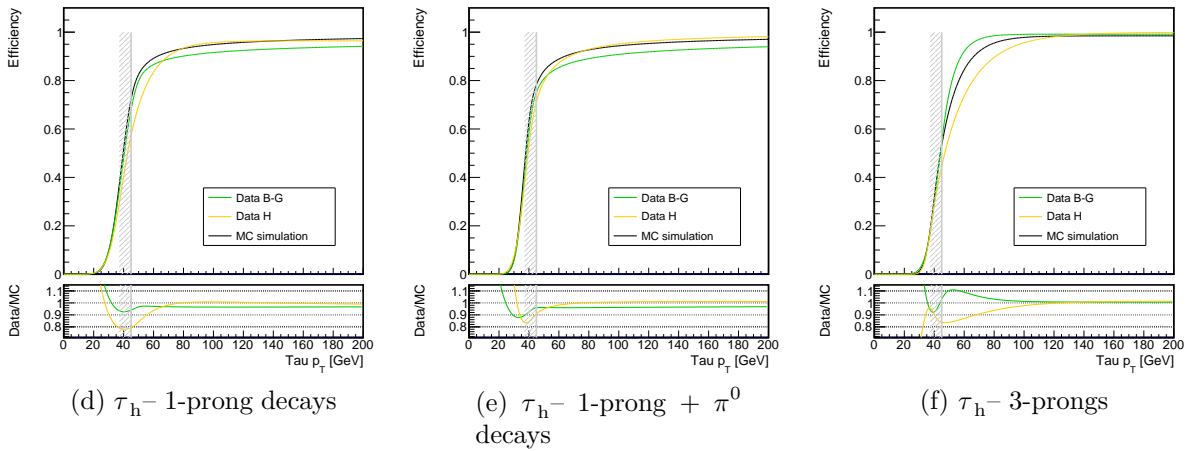 Efficiency
1
0.8
0.6
0.4
0.2
0
Data B-G
Data H
MC simulation
Data/MC
1.1
1
0.9
0.8
0 20 40 60 80 100 120 140 160 180 200
Tau p_T [GeV]
(d) τ_h– 1-prong decays
Efficiency
1
0.8
0.6
0.4
0.2
0
Data B-G
Data H
MC simulation
Data/MC
1.1
1
0.9
0.8
0 20 40 60 80 100 120 140 160 180 200
Tau p_T [GeV]
(e) τ_h– 1-prong + π⁰
decays
Efficiency
1
0.8
0.6
0.4
0.2
0
Data B-G
Data H
MC simulation
Data/MC
1.1
1
0.9
0.8
0 20 40 60 80 100 120 140 160 180 200
Tau p_T [GeV]
(f) τ_h– 3-prongs